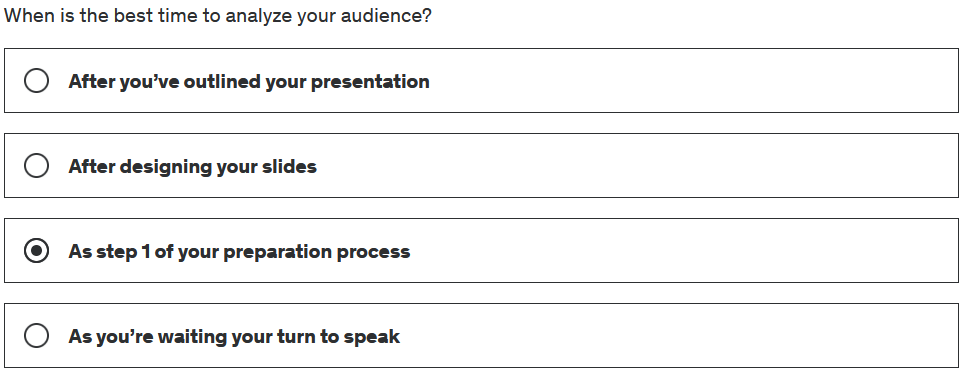 When is the best time to analyze your audience?
After you’ve outlined your presentation
After designing your slides
As step 1 of your preparation process
As you’re waiting your turn to speak